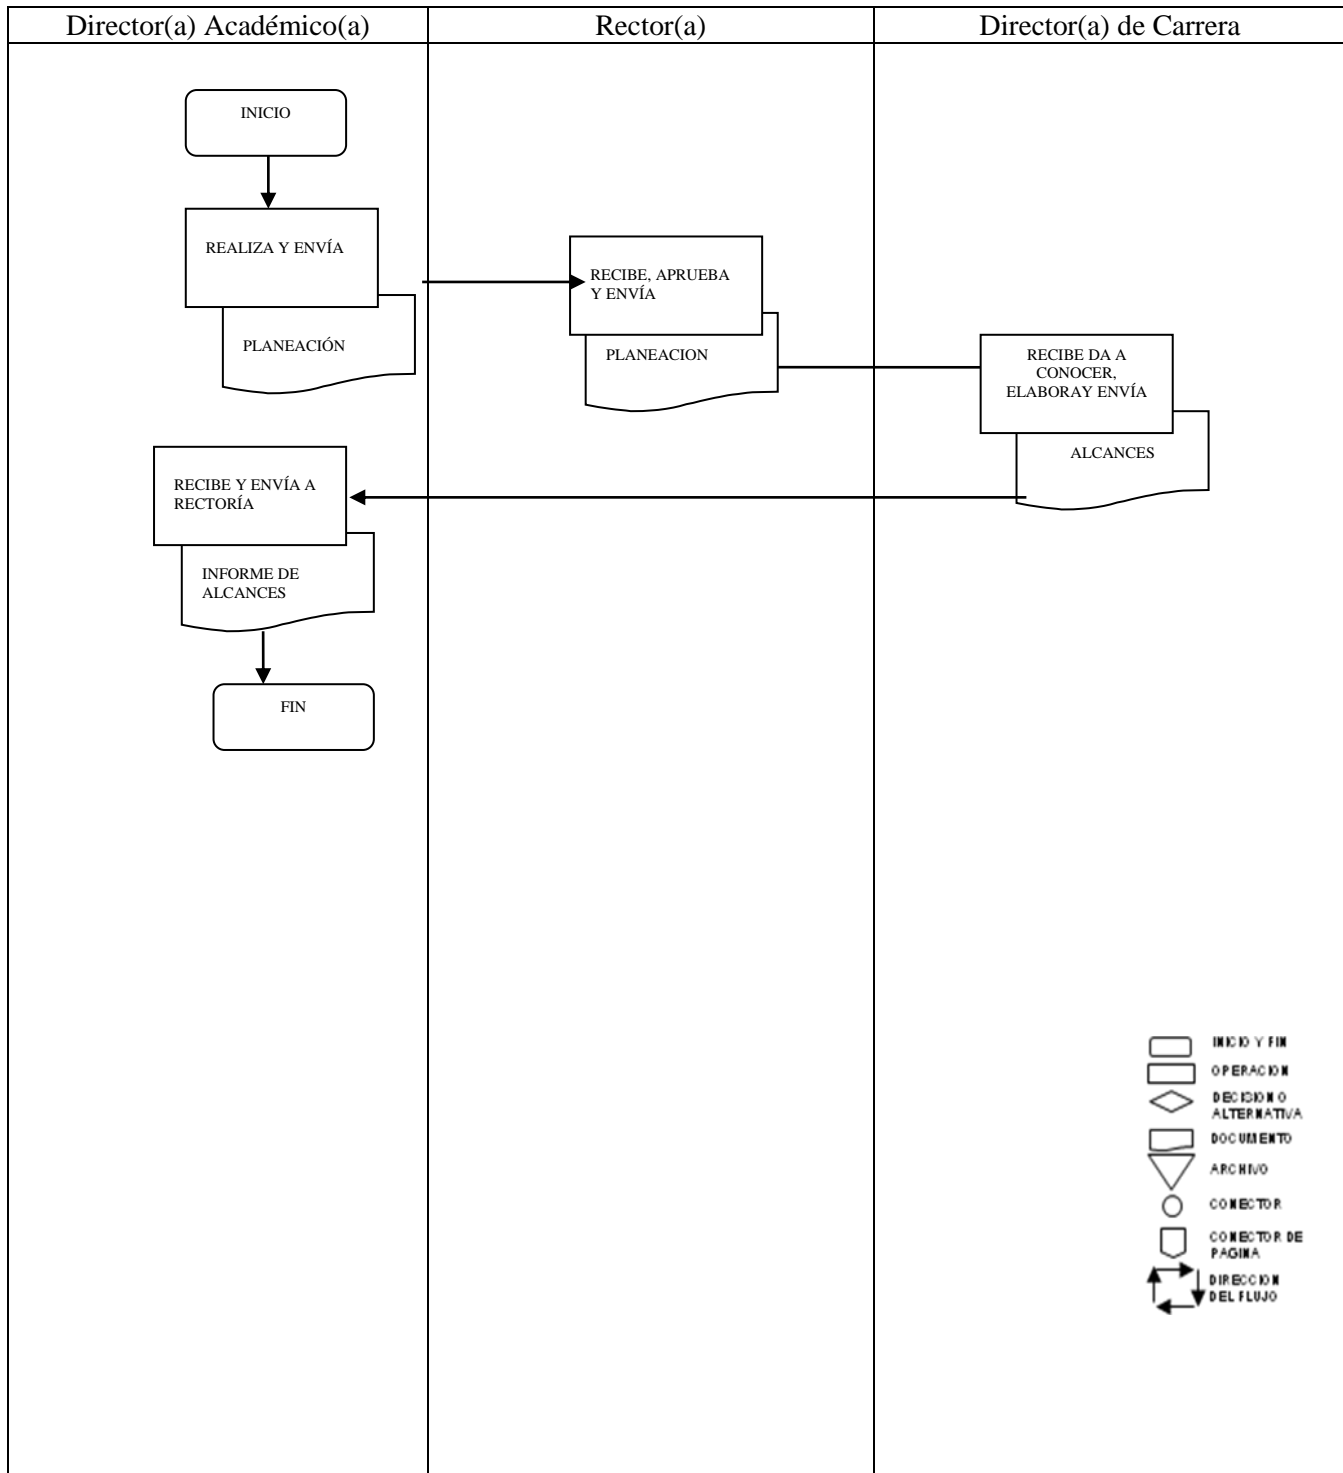 Director(a) Académico(a)
Rector(a)
Director(a) de Carrera
INICIO
REALIZA Y ENVÍA
PLANEACIÓN
RECIBE, APRUEBA
Y ENVÍA
PLANEACION
RECIBE DA A
CONOCER,
ELABORAY ENVÍA
ALCANCES
RECIBE Y ENVÍA A
RECTORÍA
INFORME DE
ALCANCES
FIN
INICIO Y FIN
OPERACION
DECISION O
ALTERNATIVA
DOCUMENTO
ARCHIVO
CONECTOR
CONECTOR DE
PAGINA
DIRECCION
DEL FLUJO